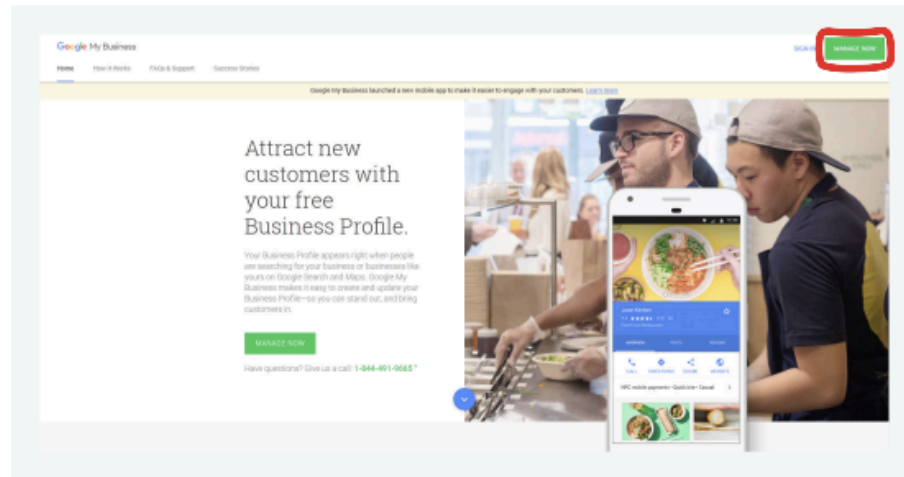 Google My Business
SIGN IN
MANAGE NOW
Home How it Works FAQs & Support Success Stories
Google My Business launched a new mobile app to make it easier to engage with your customers. Learn more
Attract new
customers with
your free
Business Profile.
Your Business Profile appears right when people
are searching for your business or businesses like
yours on Google Search and Maps. Google My
Business makes it easy to create and update your
Business Profile—so you can stand out, and bring
customers in.
MANAGE NOW
Have questions? Give us a call: 1-844-491-9665*
OVERVIEW
CALL DIRECTIONS SHARE WEBSITE